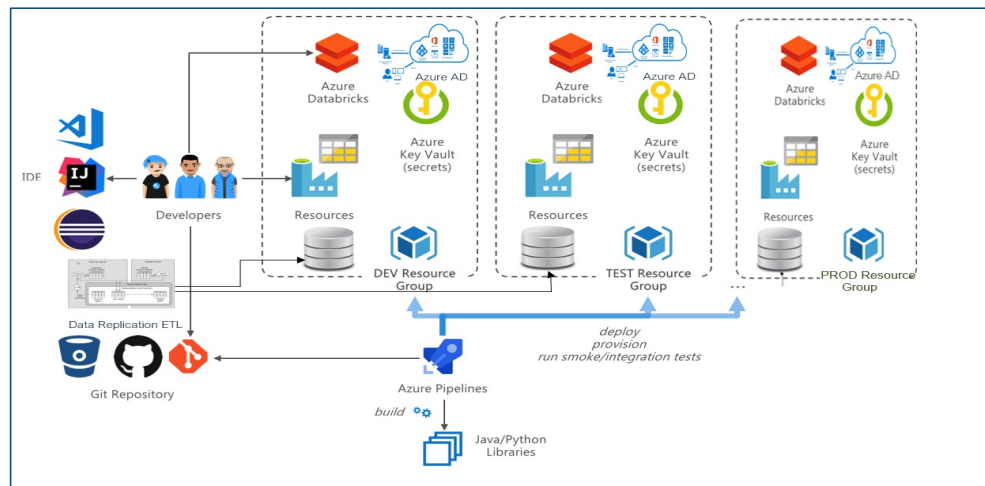 Azure AD
Azure
Databricks
Azure
Key Vault
(secrets)
Resources
DEV Resource
Group
Azure AD
Azure
Databricks
Azure
Key Vault
(secrets)
Resources
TEST Resource
Group
Azure AD
Azure
Databricks
Azure
Key Vault
(secrets)
Resources
PROD Resource
Group
...
IDE
IJ
Developers
Data Replication ETL
Git Repository
deploy
provision
run smoke/integration tests
Azure Pipelines
build
Java/Python
Libraries